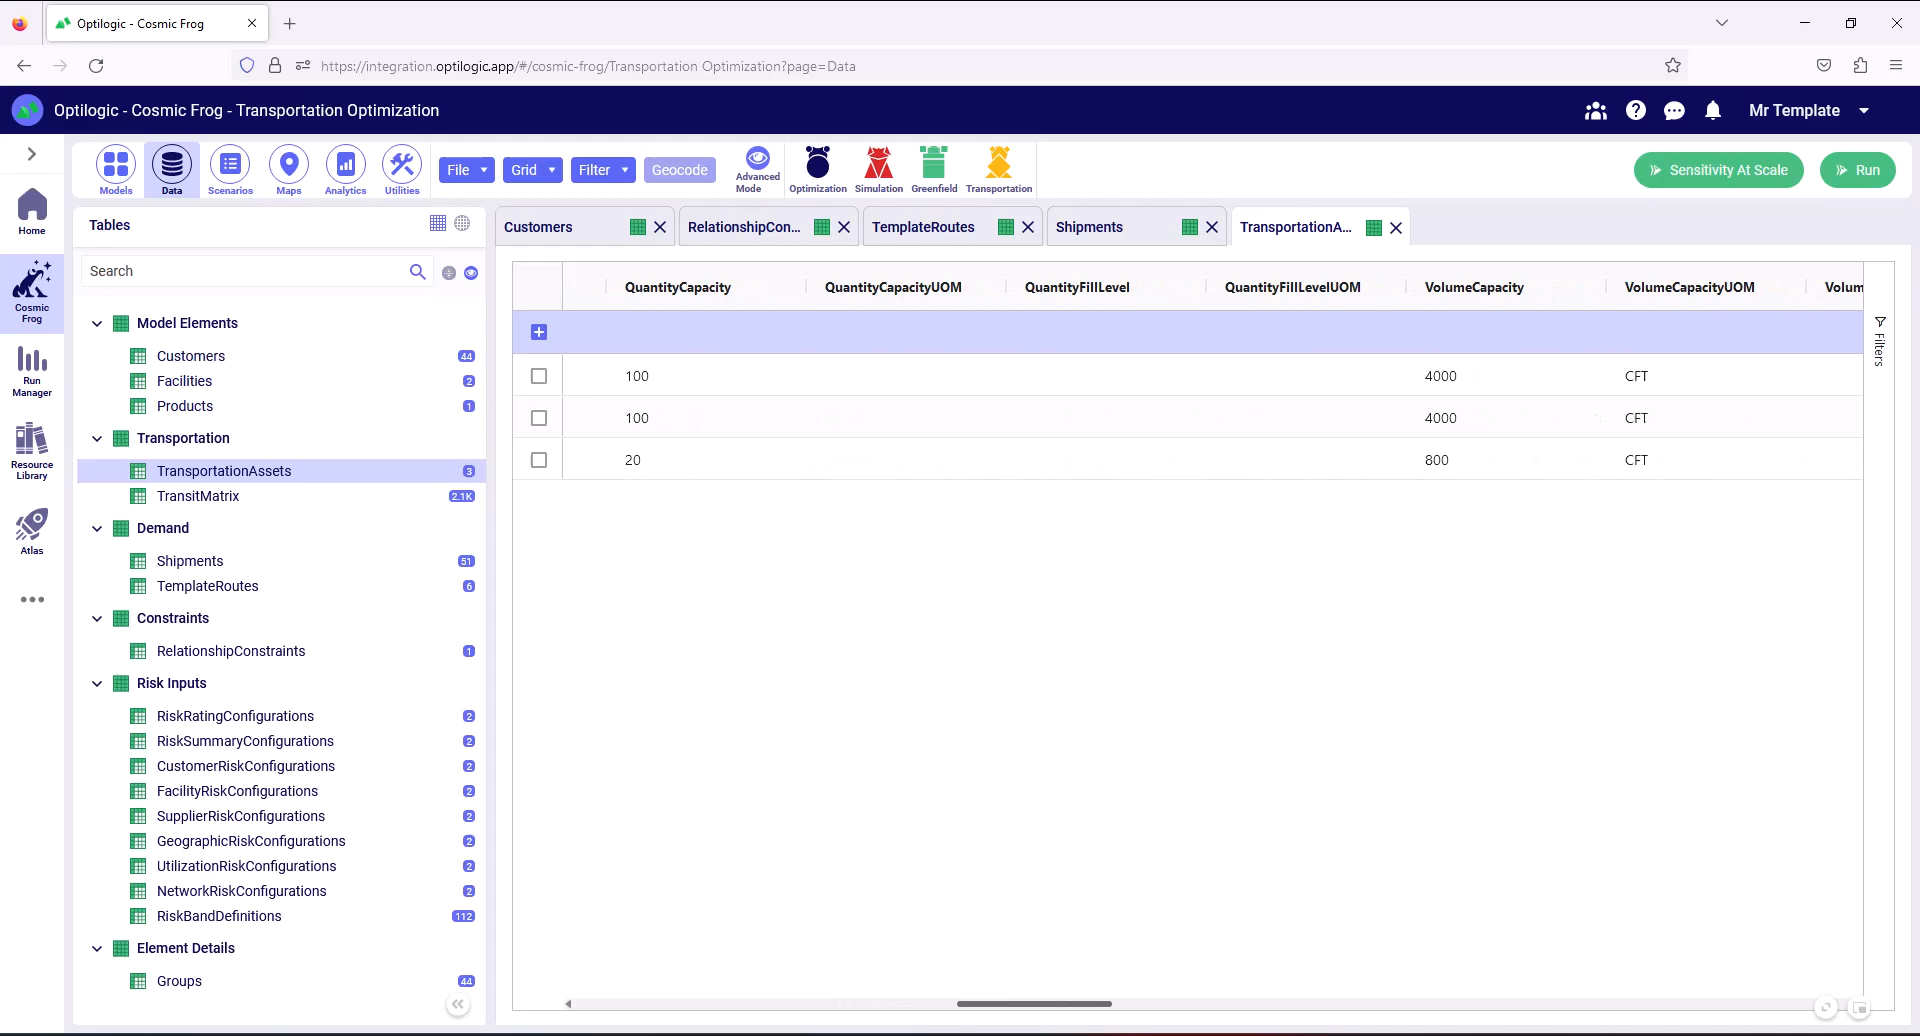 Optilogic - Cosmic Frog
https://integration.optilogic.app/#/cosmic-frog/Transportation Optimization?page=Data
Optilogic - Cosmic Frog - Transportation Optimization
Mr Template
Models
Data
Scenarios
Maps
Analytics
Utilities
File
Grid
Filter
Geocode
Advanced Mode
Optimization
Simulation
Greenfield
Transportation
Sensitivity At Scale
Run
Home
Cosmic Frog
Run Manager
Resource Library
Atlas
Tables
Search
Model Elements
Customers 44
Facilities 2
Products 1
Transportation
TransportationAssets 3
TransitMatrix 2.1K
Demand
Shipments 51
TemplateRoutes 6
Constraints
RelationshipConstraints 1
Risk Inputs
RiskRatingConfigurations 2
RiskSummaryConfigurations 2
CustomerRiskConfigurations 2
FacilityRiskConfigurations 2
SupplierRiskConfigurations 2
GeographicRiskConfigurations 2
UtilizationRiskConfigurations 2
NetworkRiskConfigurations 2
RiskBandDefinitions 112
Element Details
Groups 44
Customers
RelationshipCon...
TemplateRoutes
Shipments
TransportationA...
QuantityCapacity QuantityCapacityUOM QuantityFillLevel QuantityFillLevelUOM VolumeCapacity VolumeCapacityUOM Volum
100 4000 CFT
100 4000 CFT
20 800 CFT
Filters